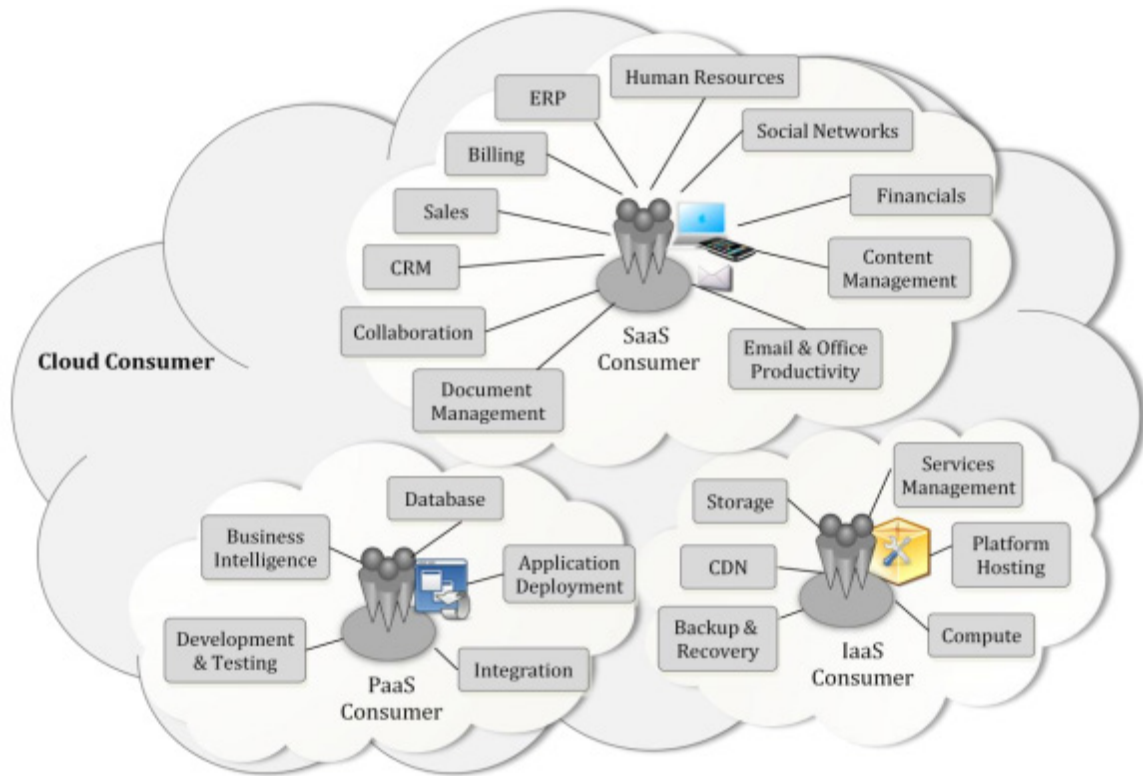 Human Resources
ERP
Social Networks
Billing
Financials
Sales
Content
Management
CRM
Collaboration
SaaS
Consumer
Email & Office
Productivity
Cloud Consumer
Document
Management
Services
Management
Database
Storage
Business
Intelligence
Application
Deployment
CDN
Platform
Hosting
Development
& Testing
Integration
Backup &
Recovery
Compute
PaaS
Consumer
IaaS
Consumer